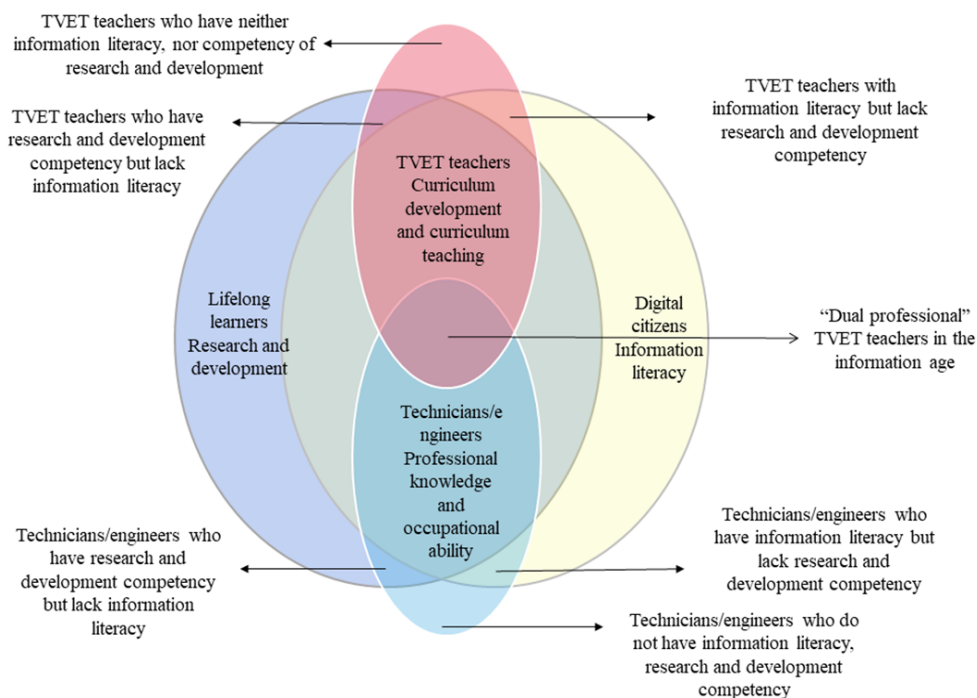 TVET teachers who have neither
information literacy, nor competency of
research and development
TVET teachers with
information literacy but lack
research and development
competency
TVET teachers who have
research and development
competency but lack
information literacy
TVET teachers
Curriculum
development
and curriculum
teaching
Lifelong
learners
Research and
development
Digital
citizens
Information
literacy
“Dual professional”
TVET teachers in the
information age
Technicians/e
ngineers
Professional
knowledge
and
occupational
ability
Technicians/engineers who
have research and
development competency
but lack information
literacy
Technicians/engineers who
have information literacy but
lack research and
development competency
Technicians/engineers who do
not have information literacy,
research and development
competency